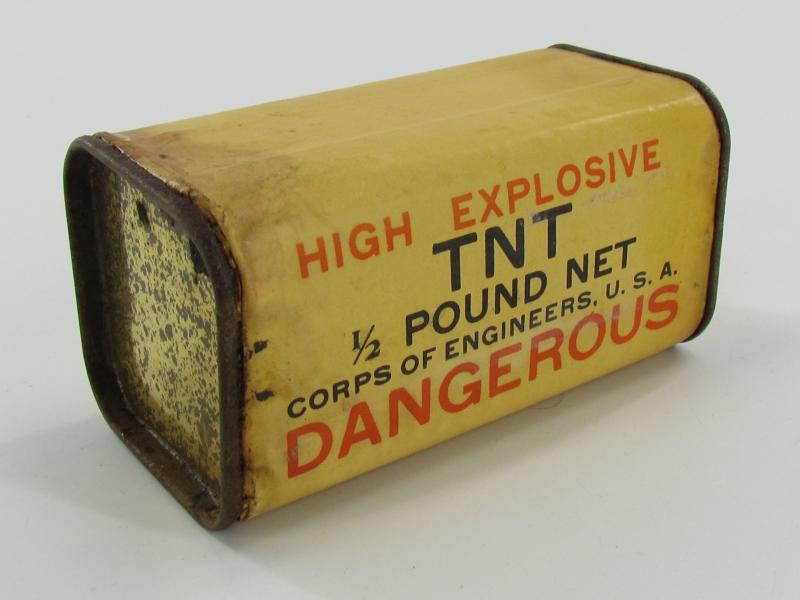 HIGH EXPLOSIVE
TNT
1/2 POUND NET
CORPS OF ENGINEERS, U. S. A.
DANGEROUS